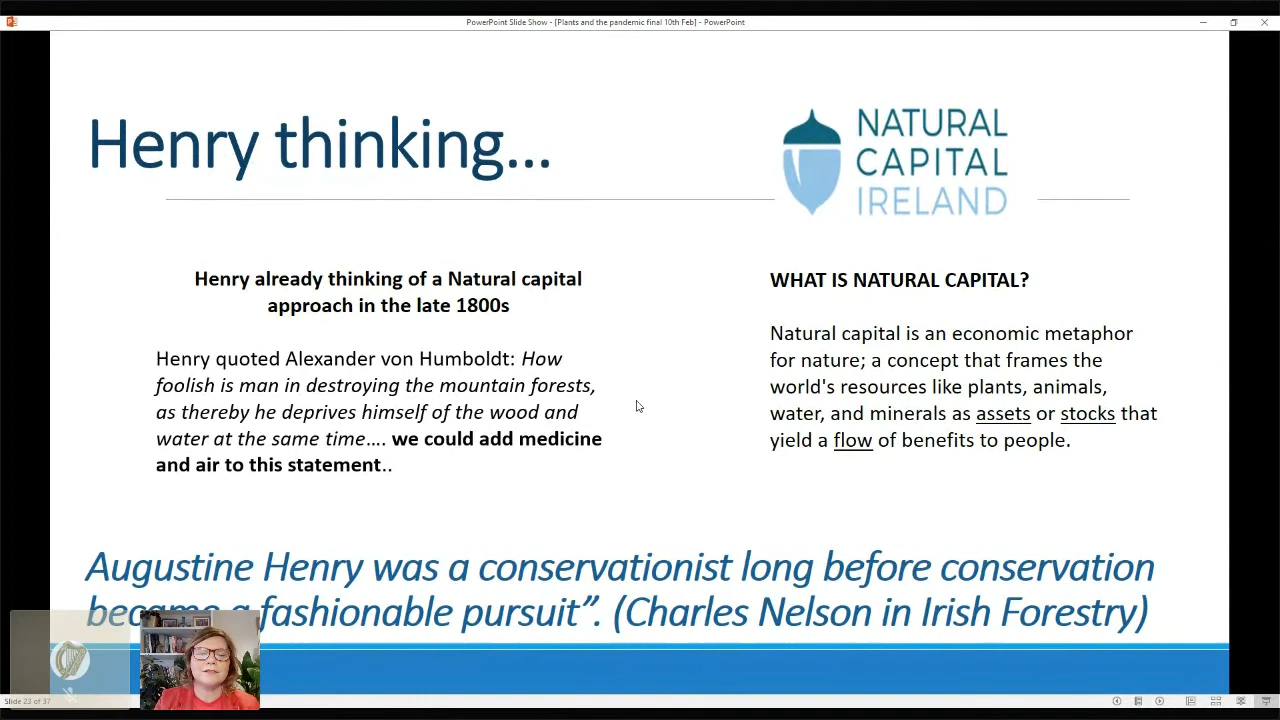 PowerPoint Slide Show - [Plants and the pandemic final 10th Feb] - PowerPoint
Henry thinking...
NATURAL
CAPITAL
IRELAND
Henry already thinking of a Natural capital
approach in the late 1800s
Henry quoted Alexander von Humboldt: How
foolish is man in destroying the mountain forests,
as thereby he deprives himself of the wood and
water at the same time…. we could add medicine
and air to this statement..
WHAT IS NATURAL CAPITAL?
Natural capital is an economic metaphor
for nature; a concept that frames the
world's resources like plants, animals,
water, and minerals as assets or stocks that
yield a flow of benefits to people.
Augustine Henry was a conservationist long before conservation
became a fashionable pursuit”. (Charles Nelson in Irish Forestry)
Slide 23 of 37